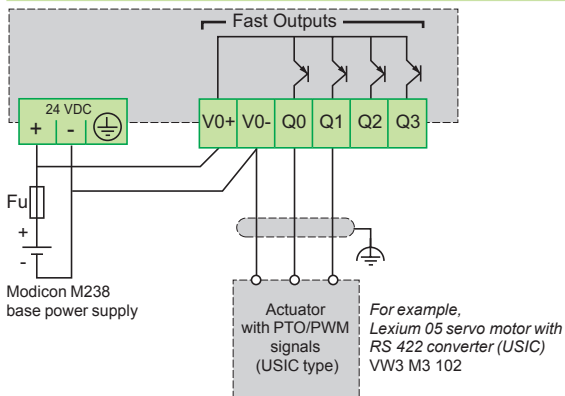 Fast Outputs
24 VDC
+ -
V0+ V0- Q0 Q1 Q2 Q3
Fu
+
-
Modicon M238
base power supply
Actuator
with PTO/PWM
signals
(USIC type)
For example,
Lexium 05 servo motor with
RS 422 converter (USIC)
VW3 M3 102